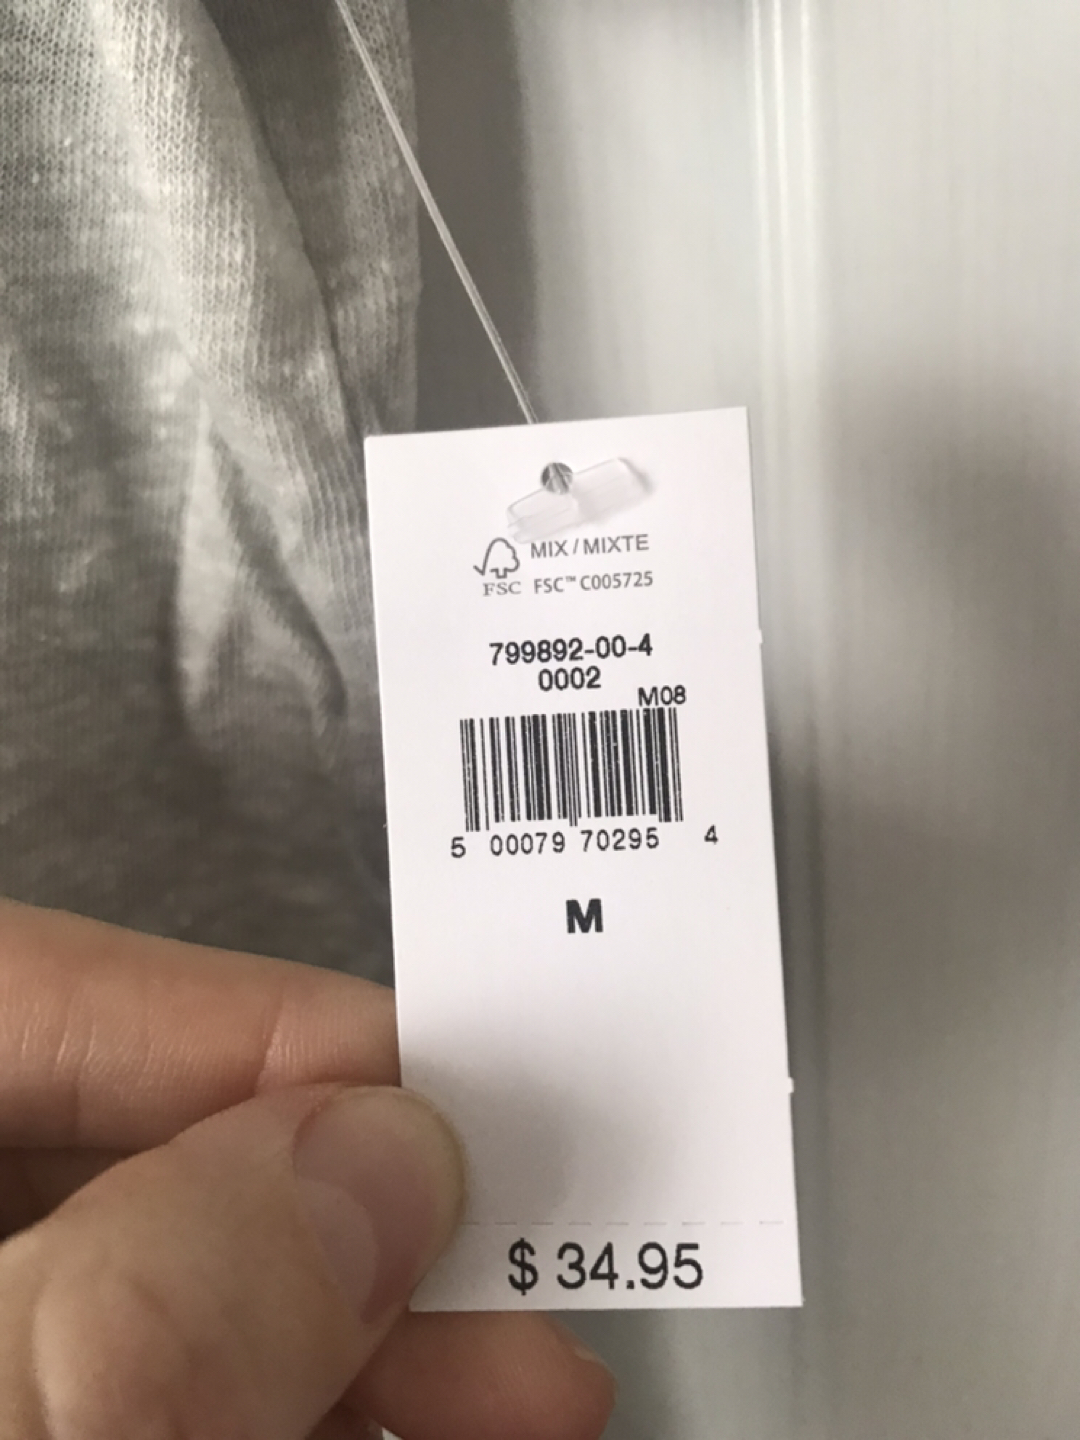 MIX / MIXTE
FSC FSC™ C005725
799892-00-4
0002
M08
5 00079 70295 4
M
$ 34.95